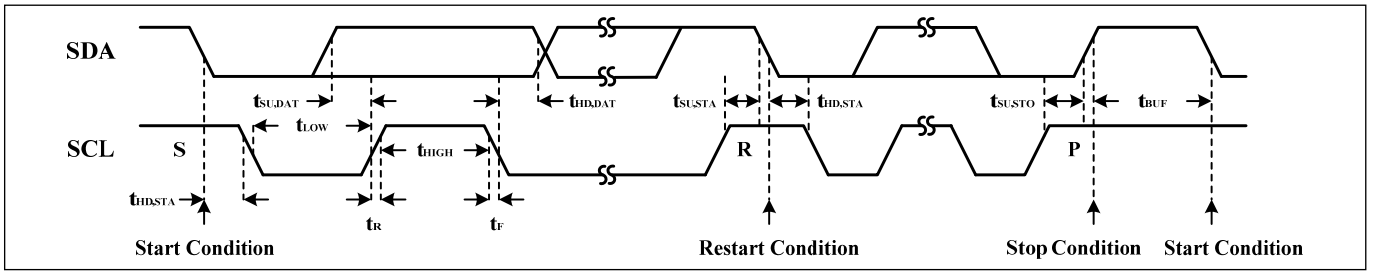 SDA
tSU,DAT
tHD,DAT
tSU,STA
tHD,STA
tSU,STO
tBUF
tLOW
SCL
S
tHIGH
R
P
tHD,STA
tR
tF
Start Condition
Restart Condition
Stop Condition
Start Condition